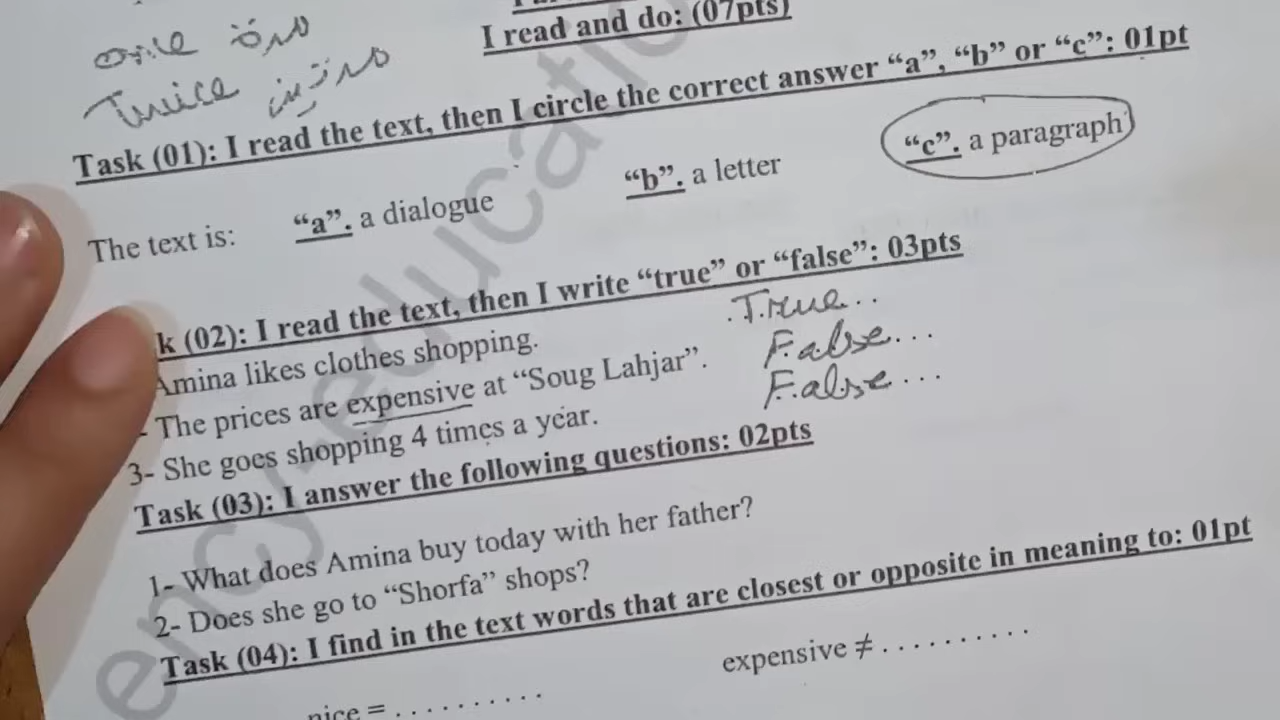 once مرة
Twice مرتين
I read and do: (07pts)
Task (01): I read the text, then I circle the correct answer “a”, “b” or “c”: 01pt
The text is: “a”. a dialogue “b”. a letter “c”. a paragraph
k (02): I read the text, then I write “true” or “false”: 03pts
Amina likes clothes shopping. .True...
- The prices are expensive at “Soug Lahjar”. False...
3- She goes shopping 4 times a year. False...
Task (03): I answer the following questions: 02pts
1- What does Amina buy today with her father?
2- Does she go to “Shorfa” shops?
Task (04): I find in the text words that are closest or opposite in meaning to: 01pt
nice = .......... expensive ≠ ..........
ency-education